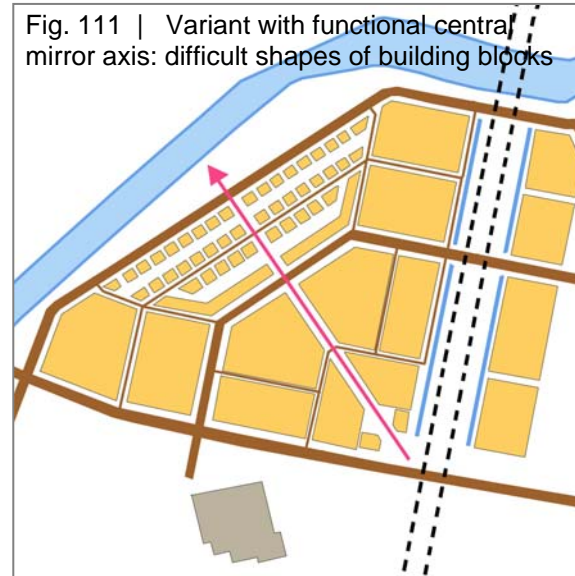 Fig. 111 | Variant with functional central
mirror axis: difficult shapes of building blocks